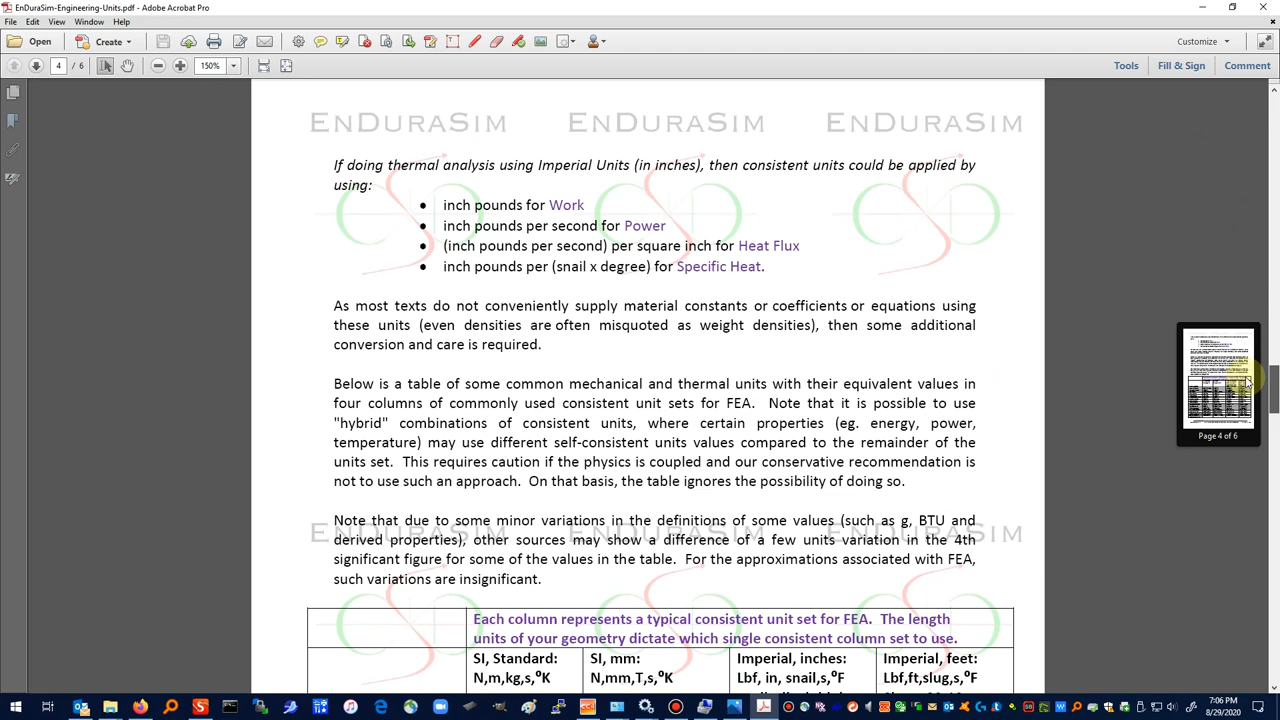 EnDuraSim-Engineering-Units.pdf - Adobe Acrobat Pro
File Edit View Window Help
Open Create Customize
4 / 6 150% Tools Fill & Sign Comment
ENDURASIM ENDURASIM ENDURASIM
If doing thermal analysis using Imperial Units (in inches), then consistent units could be applied by
using:
• inch pounds for Work
• inch pounds per second for Power
• (inch pounds per second) per square inch for Heat Flux
• inch pounds per (snail x degree) for Specific Heat.
As most texts do not conveniently supply material constants or coefficients or equations using
these units (even densities are often misquoted as weight densities), then some additional
conversion and care is required.
Below is a table of some common mechanical and thermal units with their equivalent values in
four columns of commonly used consistent unit sets for FEA. Note that it is possible to use
"hybrid" combinations of consistent units, where certain properties (eg. energy, power,
temperature) may use different self-consistent units values compared to the remainder of the
units set. This requires caution if the physics is coupled and our conservative recommendation is
not to use such an approach. On that basis, the table ignores the possibility of doing so.
Note that due to some minor variations in the definitions of some values (such as g, BTU and
ENDURASIM ENDURASIM ENDURASIM
derived properties), other sources may show a difference of a few units variation in the 4th
significant figure for some of the values in the table. For the approximations associated with FEA,
such variations are insignificant.
Each column represents a typical consistent unit set for FEA. The length
units of your geometry dictate which single consistent column set to use.
SI, Standard: SI, mm: Imperial, inches: Imperial, feet:
N,m,kg,s,⁰K N,mm,T,s,⁰K Lbf, in, snail,s,⁰F Lbf,ft,slug,s,⁰F
Page 4 of 6
7:06 PM
8/29/2020